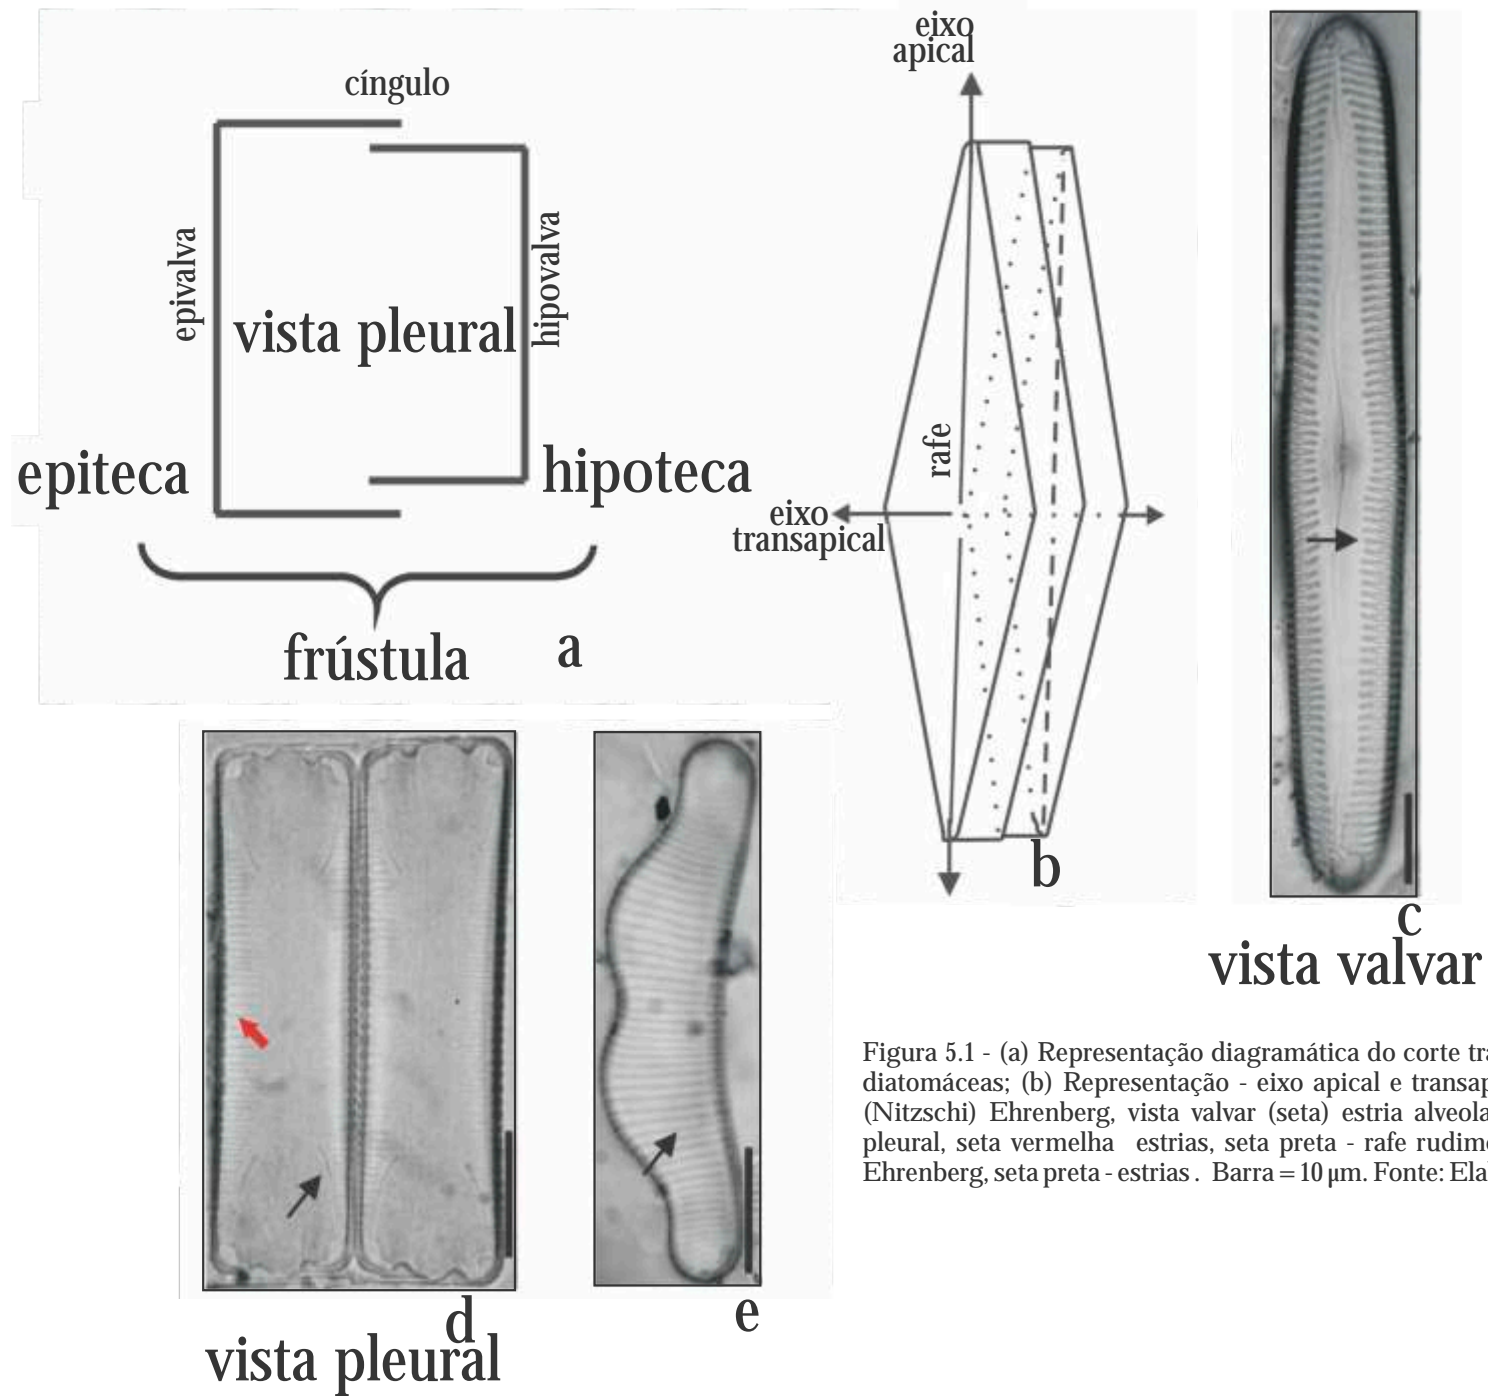 cíngulo
epivalva
vista pleural
hipovalva
epiteca
hipoteca
frústula
a
eixo
apical
rafe
eixo
transapical
b
c
vista valvar
d
vista pleural
e
Figura 5.1 - (a) Representação diagramática do corte tra
diatomáceas; (b) Representação - eixo apical e transap
(Nitzschi) Ehrenberg, vista valvar (seta) estria alveola
pleural, seta vermelha estrias, seta preta - rafe rudime
Ehrenberg, seta preta - estrias . Barra = 10 µm. Fonte: Ela